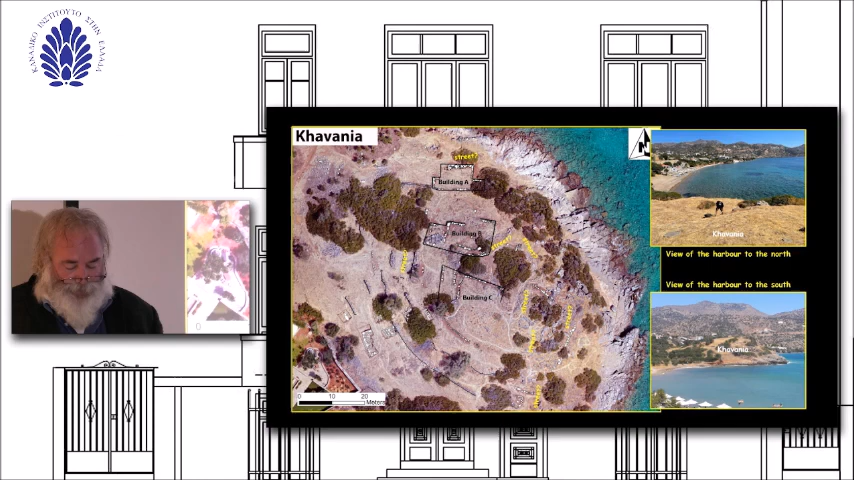 ΚΑΝΑΔΙΚΟ ΙΝΣΤΙΤΟΥΤΟ ΣΤΗΝ ΕΛΛΑΔΑ
Khavania
N
street?
Building A
Building B
street?
street?
street?
Building C
street?
street?
street?
street?
0 10 20
Meters
Khavania
View of the harbour to the north
View of the harbour to the south
Khavania